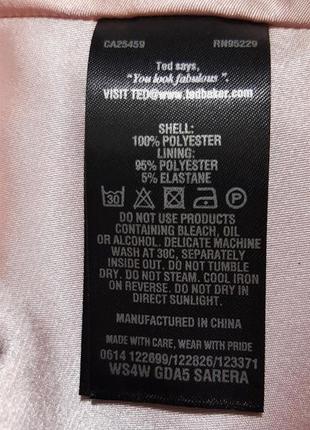 CA25459 RN95229
Ted says,
"You look fabulous".
VISIT TED@www.tedbaker.com
SHELL:
100% POLYESTER
LINING:
95% POLYESTER
5% ELASTANE
30 P
DO NOT USE PRODUCTS
CONTAINING BLEACH, OIL
OR ALCOHOL. DELICATE MACHINE
WASH AT 30C, SEPARATELY
INSIDE OUT. DO NOT TUMBLE
DRY. DO NOT STEAM. COOL IRON
ON REVERSE. DO NOT DRY IN
DIRECT SUNLIGHT.
MANUFACTURED IN CHINA
MADE WITH CARE, WEAR WITH PRIDE
0614 122699/122826/123371
WS4W GDA5 SARERA